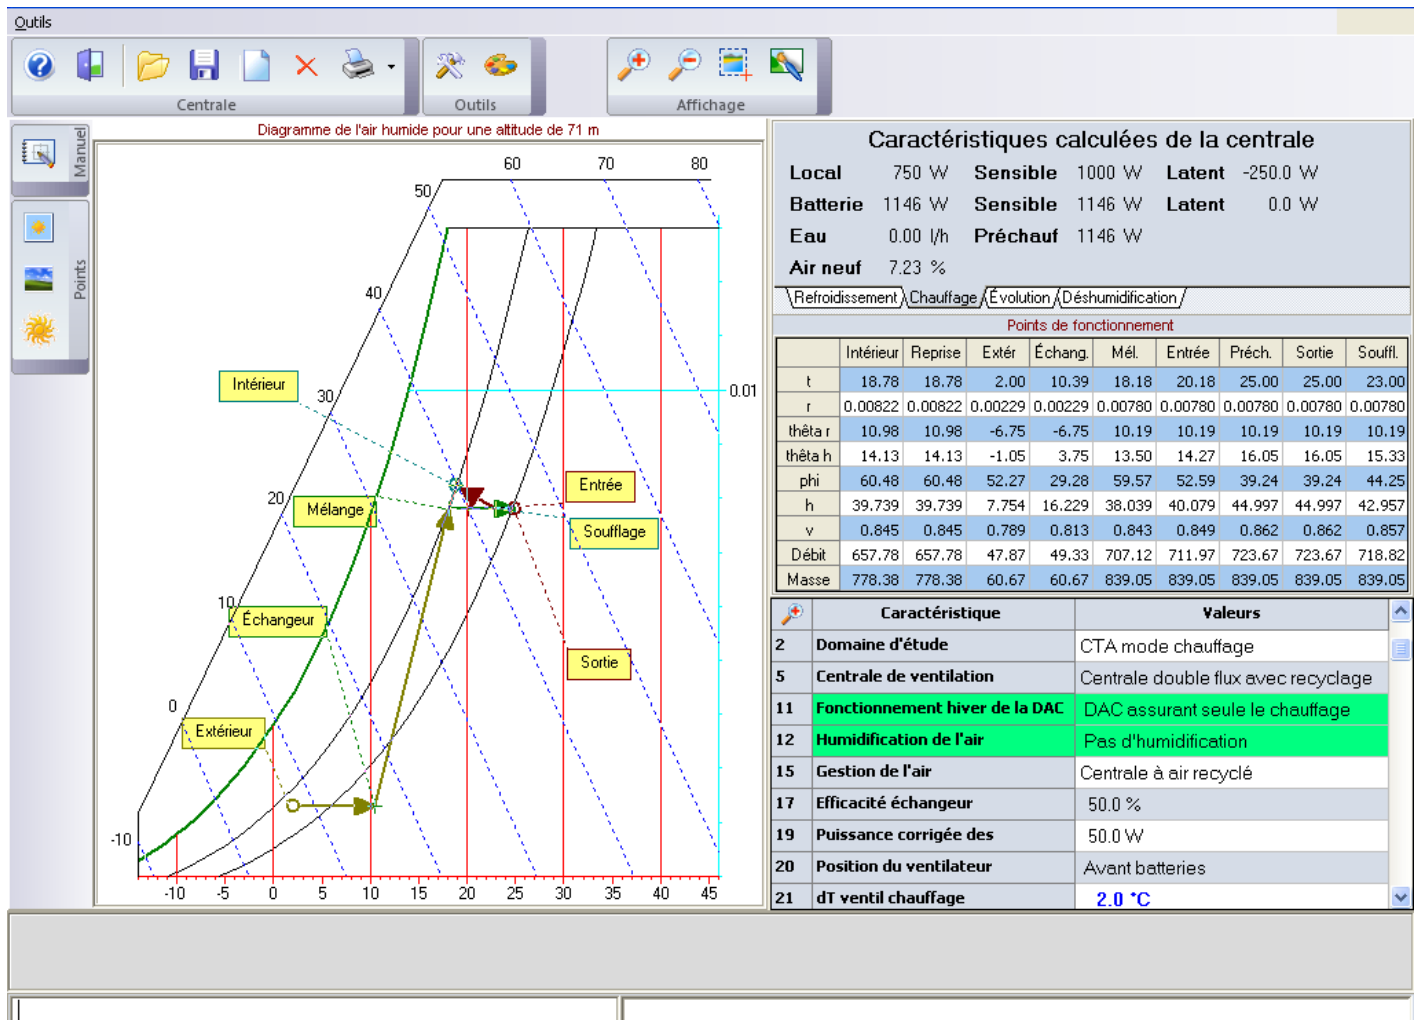 Outils
Centrale
Outils
Affichage
Manuel
Points
Diagramme de l'air humide pour une altitude de 71 m
60 70 80
50
40
30
20
10
0
-10
0.01
Intérieur
Mélange
Entrée
Soufflage
Échangeur
Sortie
Extérieur
-10 -5 0 5 10 15 20 25 30 35 40 45
Caractéristiques calculées de la centrale
Local 750 W Sensible 1000 W Latent -250.0 W
Batterie 1146 W Sensible 1146 W Latent 0.0 W
Eau 0.00 l/h Préchauf 1146 W
Air neuf 7.23 %
Refroidissement Chauffage Évolution Déshumidification
Points de fonctionnement
Intérieur Reprise Extér Échang. Mél. Entrée Préch. Sortie Souffl.
t 18.78 18.78 2.00 10.39 18.18 20.18 25.00 25.00 23.00
r 0.00822 0.00822 0.00229 0.00229 0.00780 0.00780 0.00780 0.00780 0.00780
thêta r 10.98 10.98 -6.75 -6.75 10.19 10.19 10.19 10.19 10.19
thêta h 14.13 14.13 -1.05 3.75 13.50 14.27 16.05 16.05 15.33
phi 60.48 60.48 52.27 29.28 59.57 52.59 39.24 39.24 44.25
h 39.739 39.739 7.754 16.229 38.039 40.079 44.997 44.997 42.957
v 0.845 0.845 0.789 0.813 0.843 0.849 0.862 0.862 0.857
Débit 657.78 657.78 47.87 49.33 707.12 711.97 723.67 723.67 718.82
Masse 778.38 778.38 60.67 60.67 839.05 839.05 839.05 839.05 839.05
Caractéristique Valeurs
2 Domaine d'étude CTA mode chauffage
5 Centrale de ventilation Centrale double flux avec recyclage
11 Fonctionnement hiver de la DAC DAC assurant seule le chauffage
12 Humidification de l'air Pas d'humidification
15 Gestion de l'air Centrale à air recyclé
17 Efficacité échangeur 50.0 %
19 Puissance corrigée des 50.0 W
20 Position du ventilateur Avant batteries
21 dT ventil chauffage 2.0 °C